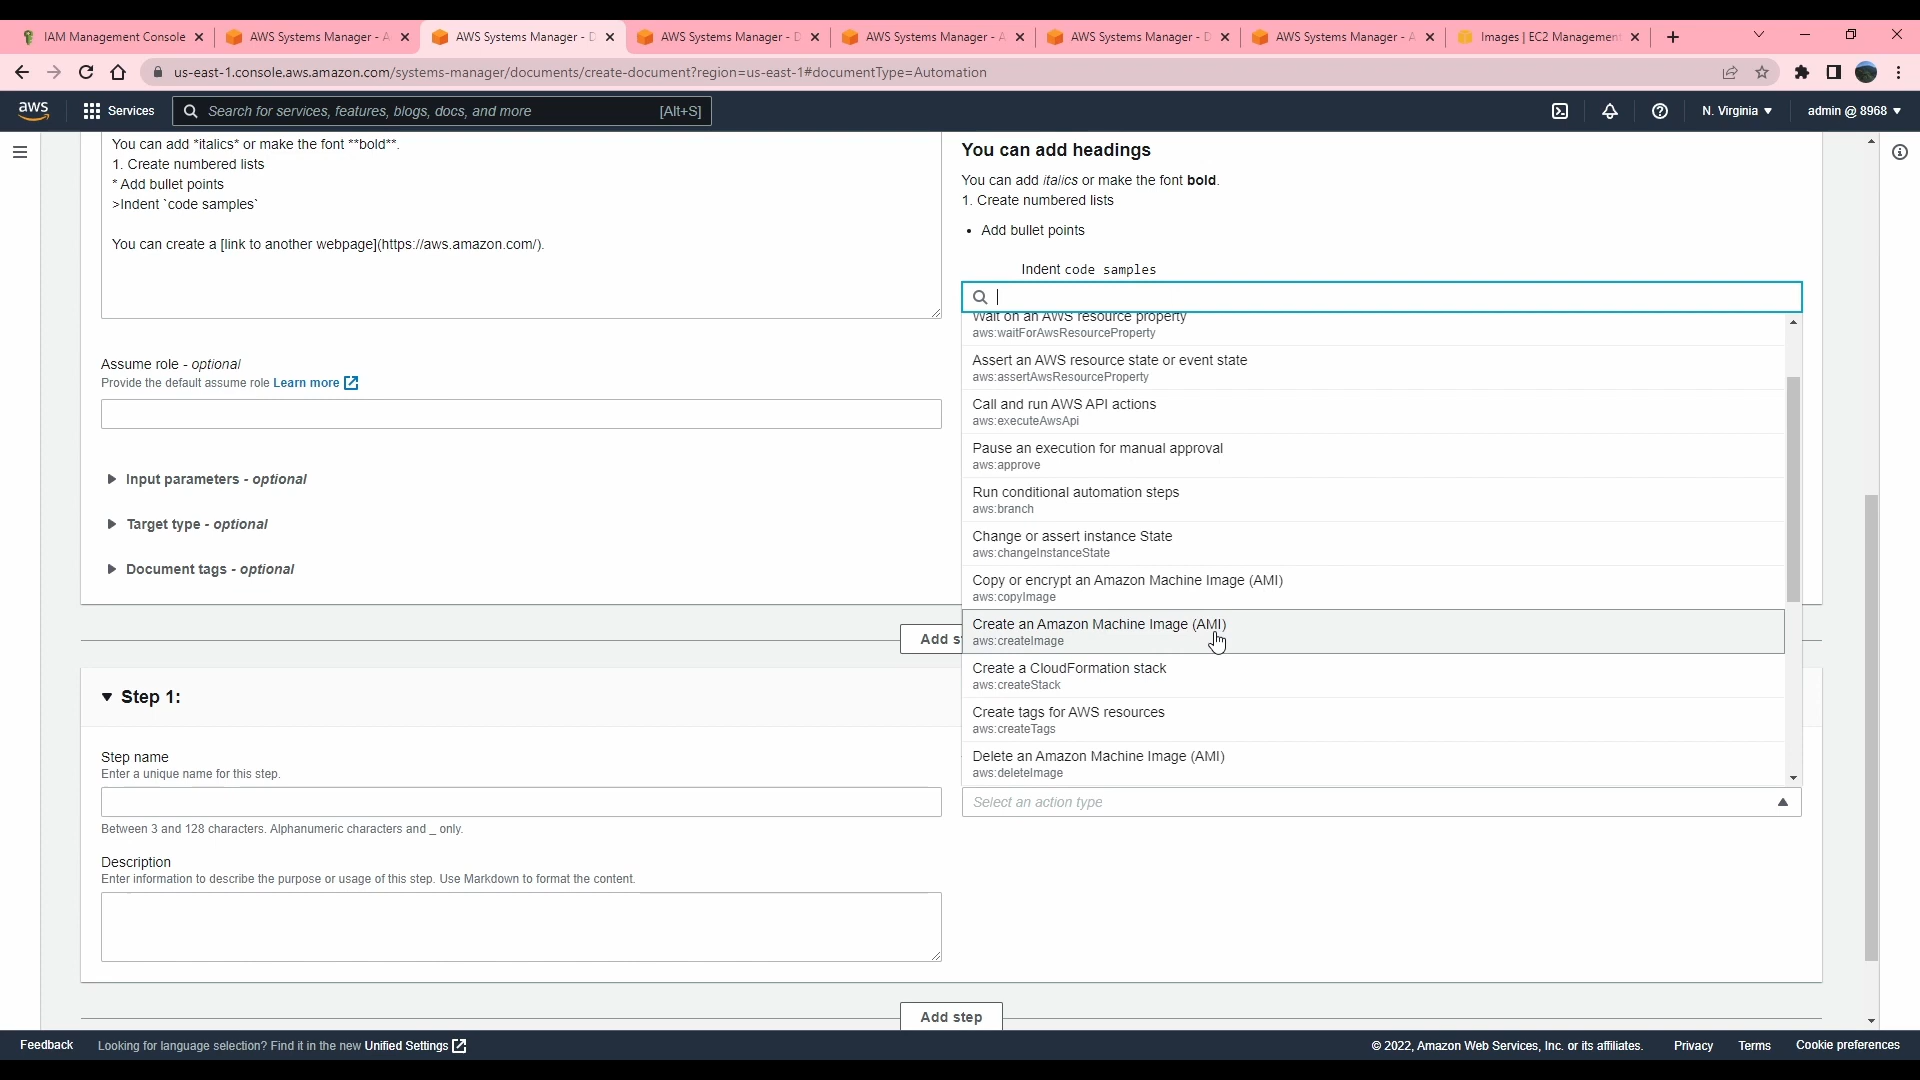 IAM Management Console
AWS Systems Manager - A
AWS Systems Manager - D
AWS Systems Manager - D
AWS Systems Manager - A
AWS Systems Manager - D
AWS Systems Manager - A
Images | EC2 Management
us-east-1.console.aws.amazon.com/systems-manager/documents/create-document?region=us-east-1#documentType=Automation
aws
Services
Search for services, features, blogs, docs, and more
[Alt+S]
N. Virginia
admin @ 8968
You can add *italics* or make the font **bold**.
1. Create numbered lists
* Add bullet points
>Indent `code samples`
You can create a [link to another webpage](https://aws.amazon.com/).
You can add headings
You can add italics or make the font bold.
1. Create numbered lists
• Add bullet points
Indent code samples
Wait on an AWS resource property
aws:waitForAwsResourceProperty
Assert an AWS resource state or event state
aws:assertAwsResourceProperty
Call and run AWS API actions
aws:executeAwsApi
Pause an execution for manual approval
aws:approve
Run conditional automation steps
aws:branch
Change or assert instance State
aws:changeInstanceState
Copy or encrypt an Amazon Machine Image (AMI)
aws:copyImage
Create an Amazon Machine Image (AMI)
aws:createImage
Create a CloudFormation stack
aws:createStack
Create tags for AWS resources
aws:createTags
Delete an Amazon Machine Image (AMI)
aws:deleteImage
Select an action type
Assume role - optional
Provide the default assume role Learn more
Input parameters - optional
Target type - optional
Document tags - optional
Add s
Step 1:
Step name
Enter a unique name for this step.
Between 3 and 128 characters. Alphanumeric characters and _ only.
Description
Enter information to describe the purpose or usage of this step. Use Markdown to format the content.
Add step
Feedback
Looking for language selection? Find it in the new Unified Settings
© 2022, Amazon Web Services, Inc. or its affiliates.
Privacy
Terms
Cookie preferences